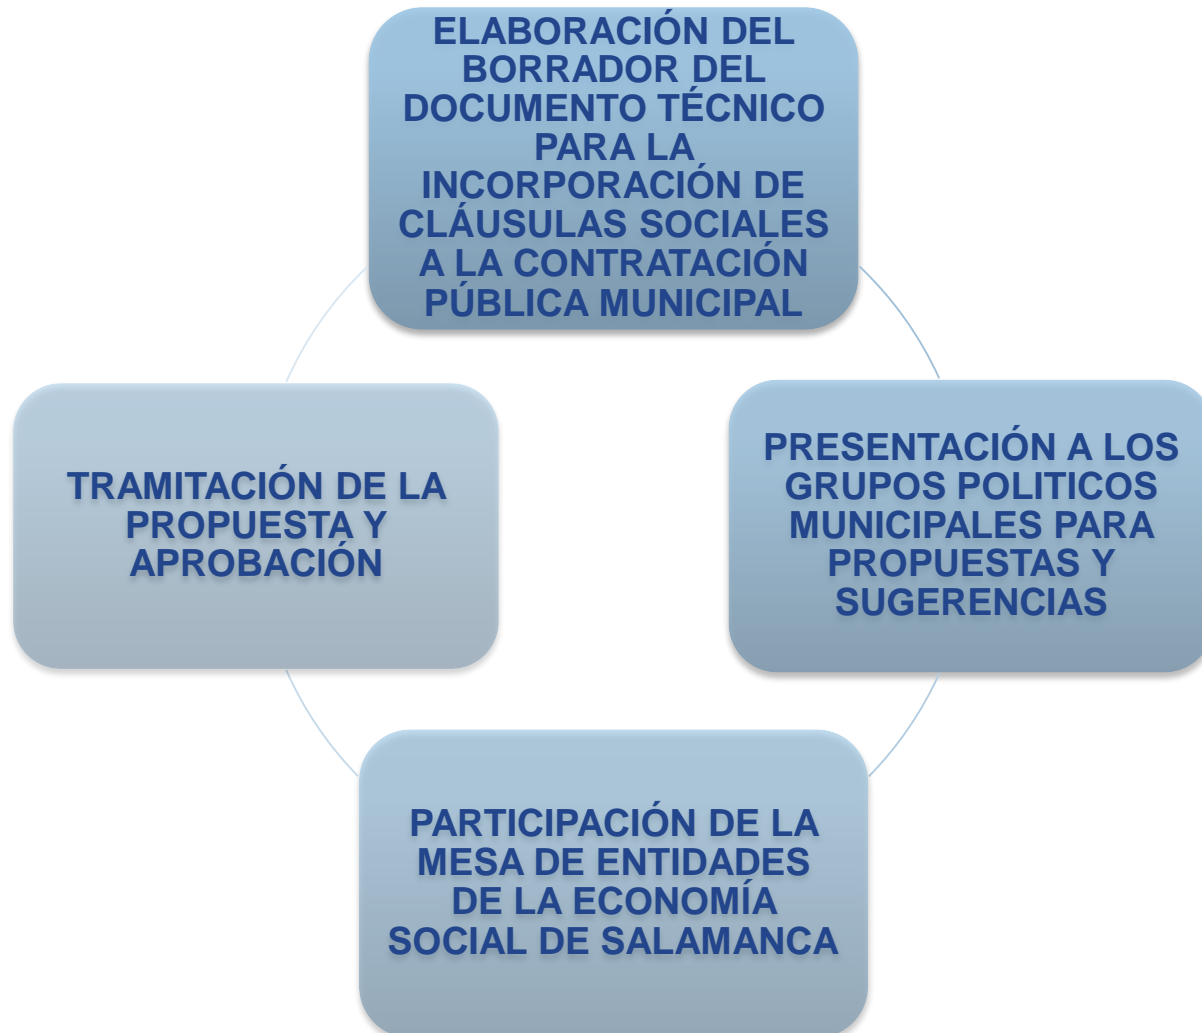 ELABORACIÓN DEL
BORRADOR DEL
DOCUMENTO TÉCNICO
PARA LA
INCORPORACIÓN DE
CLÁUSULAS SOCIALES
A LA CONTRATACIÓN
PÚBLICA MUNICIPAL
PRESENTACIÓN A LOS
GRUPOS POLITICOS
MUNICIPALES PARA
PROPUESTAS Y
SUGERENCIAS
PARTICIPACIÓN DE LA
MESA DE ENTIDADES
DE LA ECONOMÍA
SOCIAL DE SALAMANCA
TRAMITACIÓN DE LA
PROPUESTA Y
APROBACIÓN